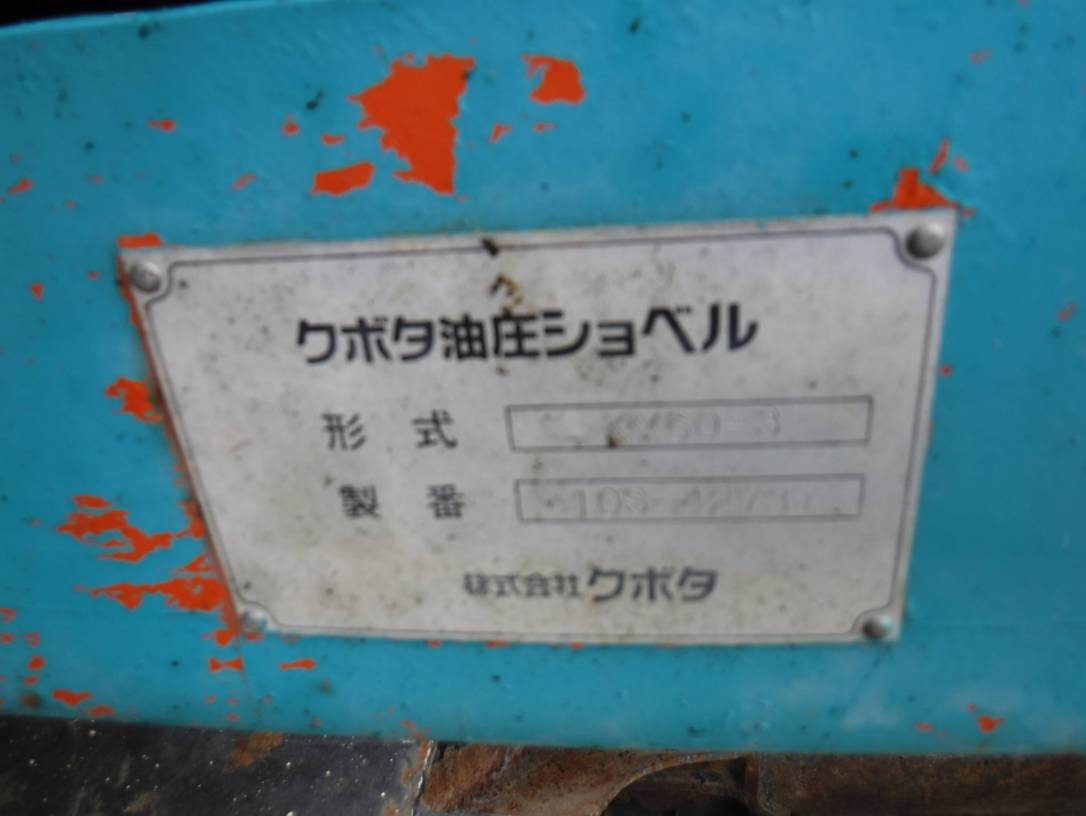 クボタ油圧ショベル
形式
製番
株式会社クボタ